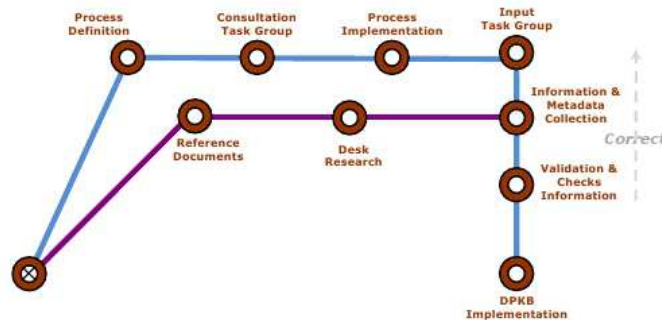 Process
Definition
Consultation
Task Group
Process
Implementation
Input
Task Group
Information &
Metadata
Collection
Reference
Documents
Desk
Research
Correct
Validation &
Checks
Information
DPKB
Implementation